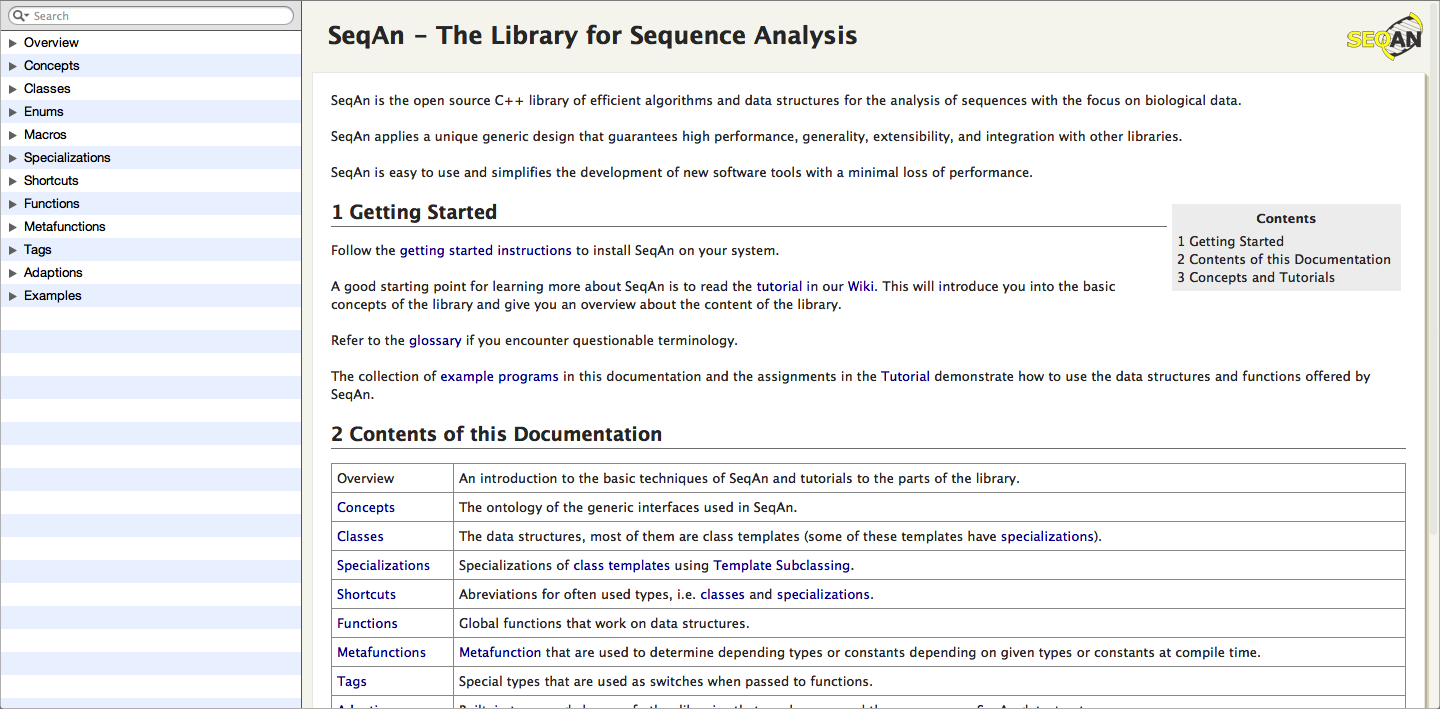 Search
Overview
Concepts
Classes
Enums
Macros
Specializations
Shortcuts
Functions
Metafunctions
Tags
Adaptions
Examples
SeqAn - The Library for Sequence Analysis
SEQAN
SeqAn is the open source C++ library of efficient algorithms and data structures for the analysis of sequences with the focus on biological data.
SeqAn applies a unique generic design that guarantees high performance, generality, extensibility, and integration with other libraries.
SeqAn is easy to use and simplifies the development of new software tools with a minimal loss of performance.
1 Getting Started
Contents
1 Getting Started
2 Contents of this Documentation
3 Concepts and Tutorials
Follow the getting started instructions to install SeqAn on your system.
A good starting point for learning more about SeqAn is to read the tutorial in our Wiki. This will introduce you into the basic
concepts of the library and give you an overview about the content of the library.
Refer to the glossary if you encounter questionable terminology.
The collection of example programs in this documentation and the assignments in the Tutorial demonstrate how to use the data structures and functions offered by
SeqAn.
2 Contents of this Documentation
Overview An introduction to the basic techniques of SeqAn and tutorials to the parts of the library.
Concepts The ontology of the generic interfaces used in SeqAn.
Classes The data structures, most of them are class templates (some of these templates have specializations).
Specializations Specializations of class templates using Template Subclassing.
Shortcuts Abreviations for often used types, i.e. classes and specializations.
Functions Global functions that work on data structures.
Metafunctions Metafunction that are used to determine depending types or constants depending on given types or constants at compile time.
Tags Special types that are used as switches when passed to functions.